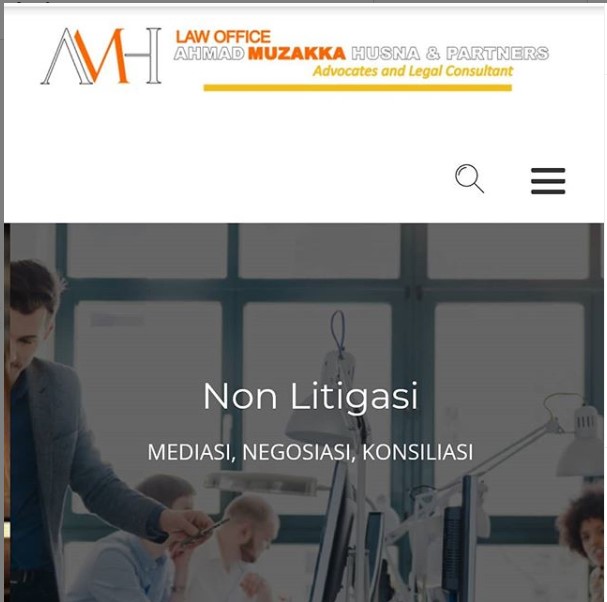 AMH
LAW OFFICE
AHMAD MUZAKKA HUSNA & PARTNERS
Advocates and Legal Consultant
Non Litigasi
MEDIASI, NEGOSIASI, KONSILIASI